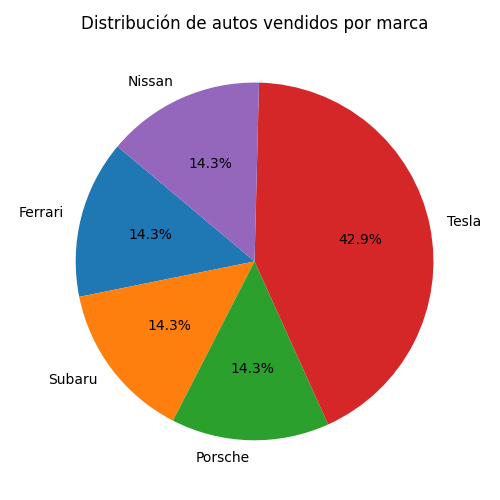 Distribución de autos vendidos por marca
Nissan
14.3%
Tesla
42.9%
Ferrari
14.3%
14.3%
Subaru
14.3%
Porsche